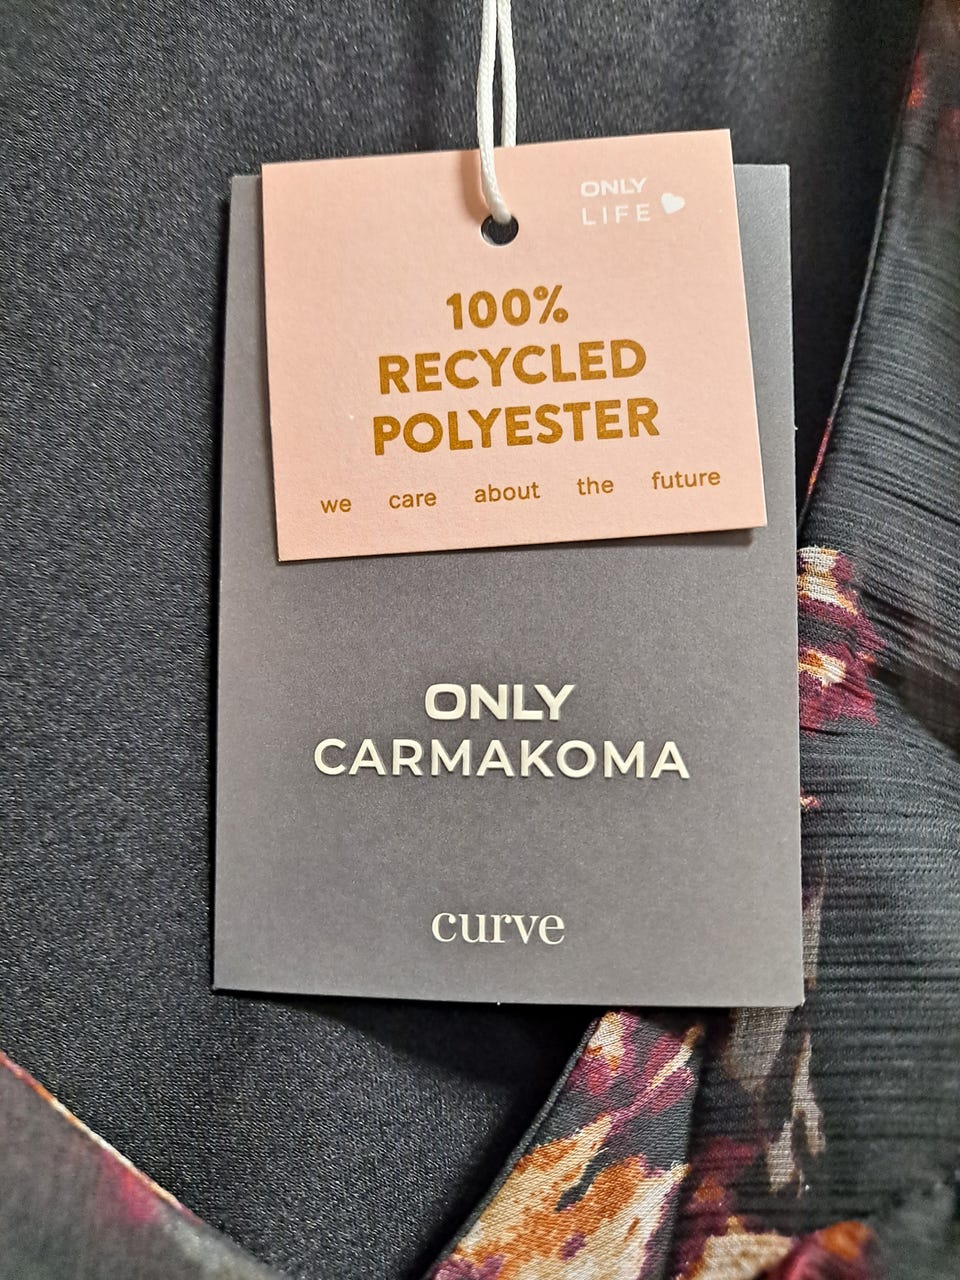 ONLY
LIFE
100%
RECYCLED
POLYESTER
we care about the future
ONLY
CARMAKOMA
curve